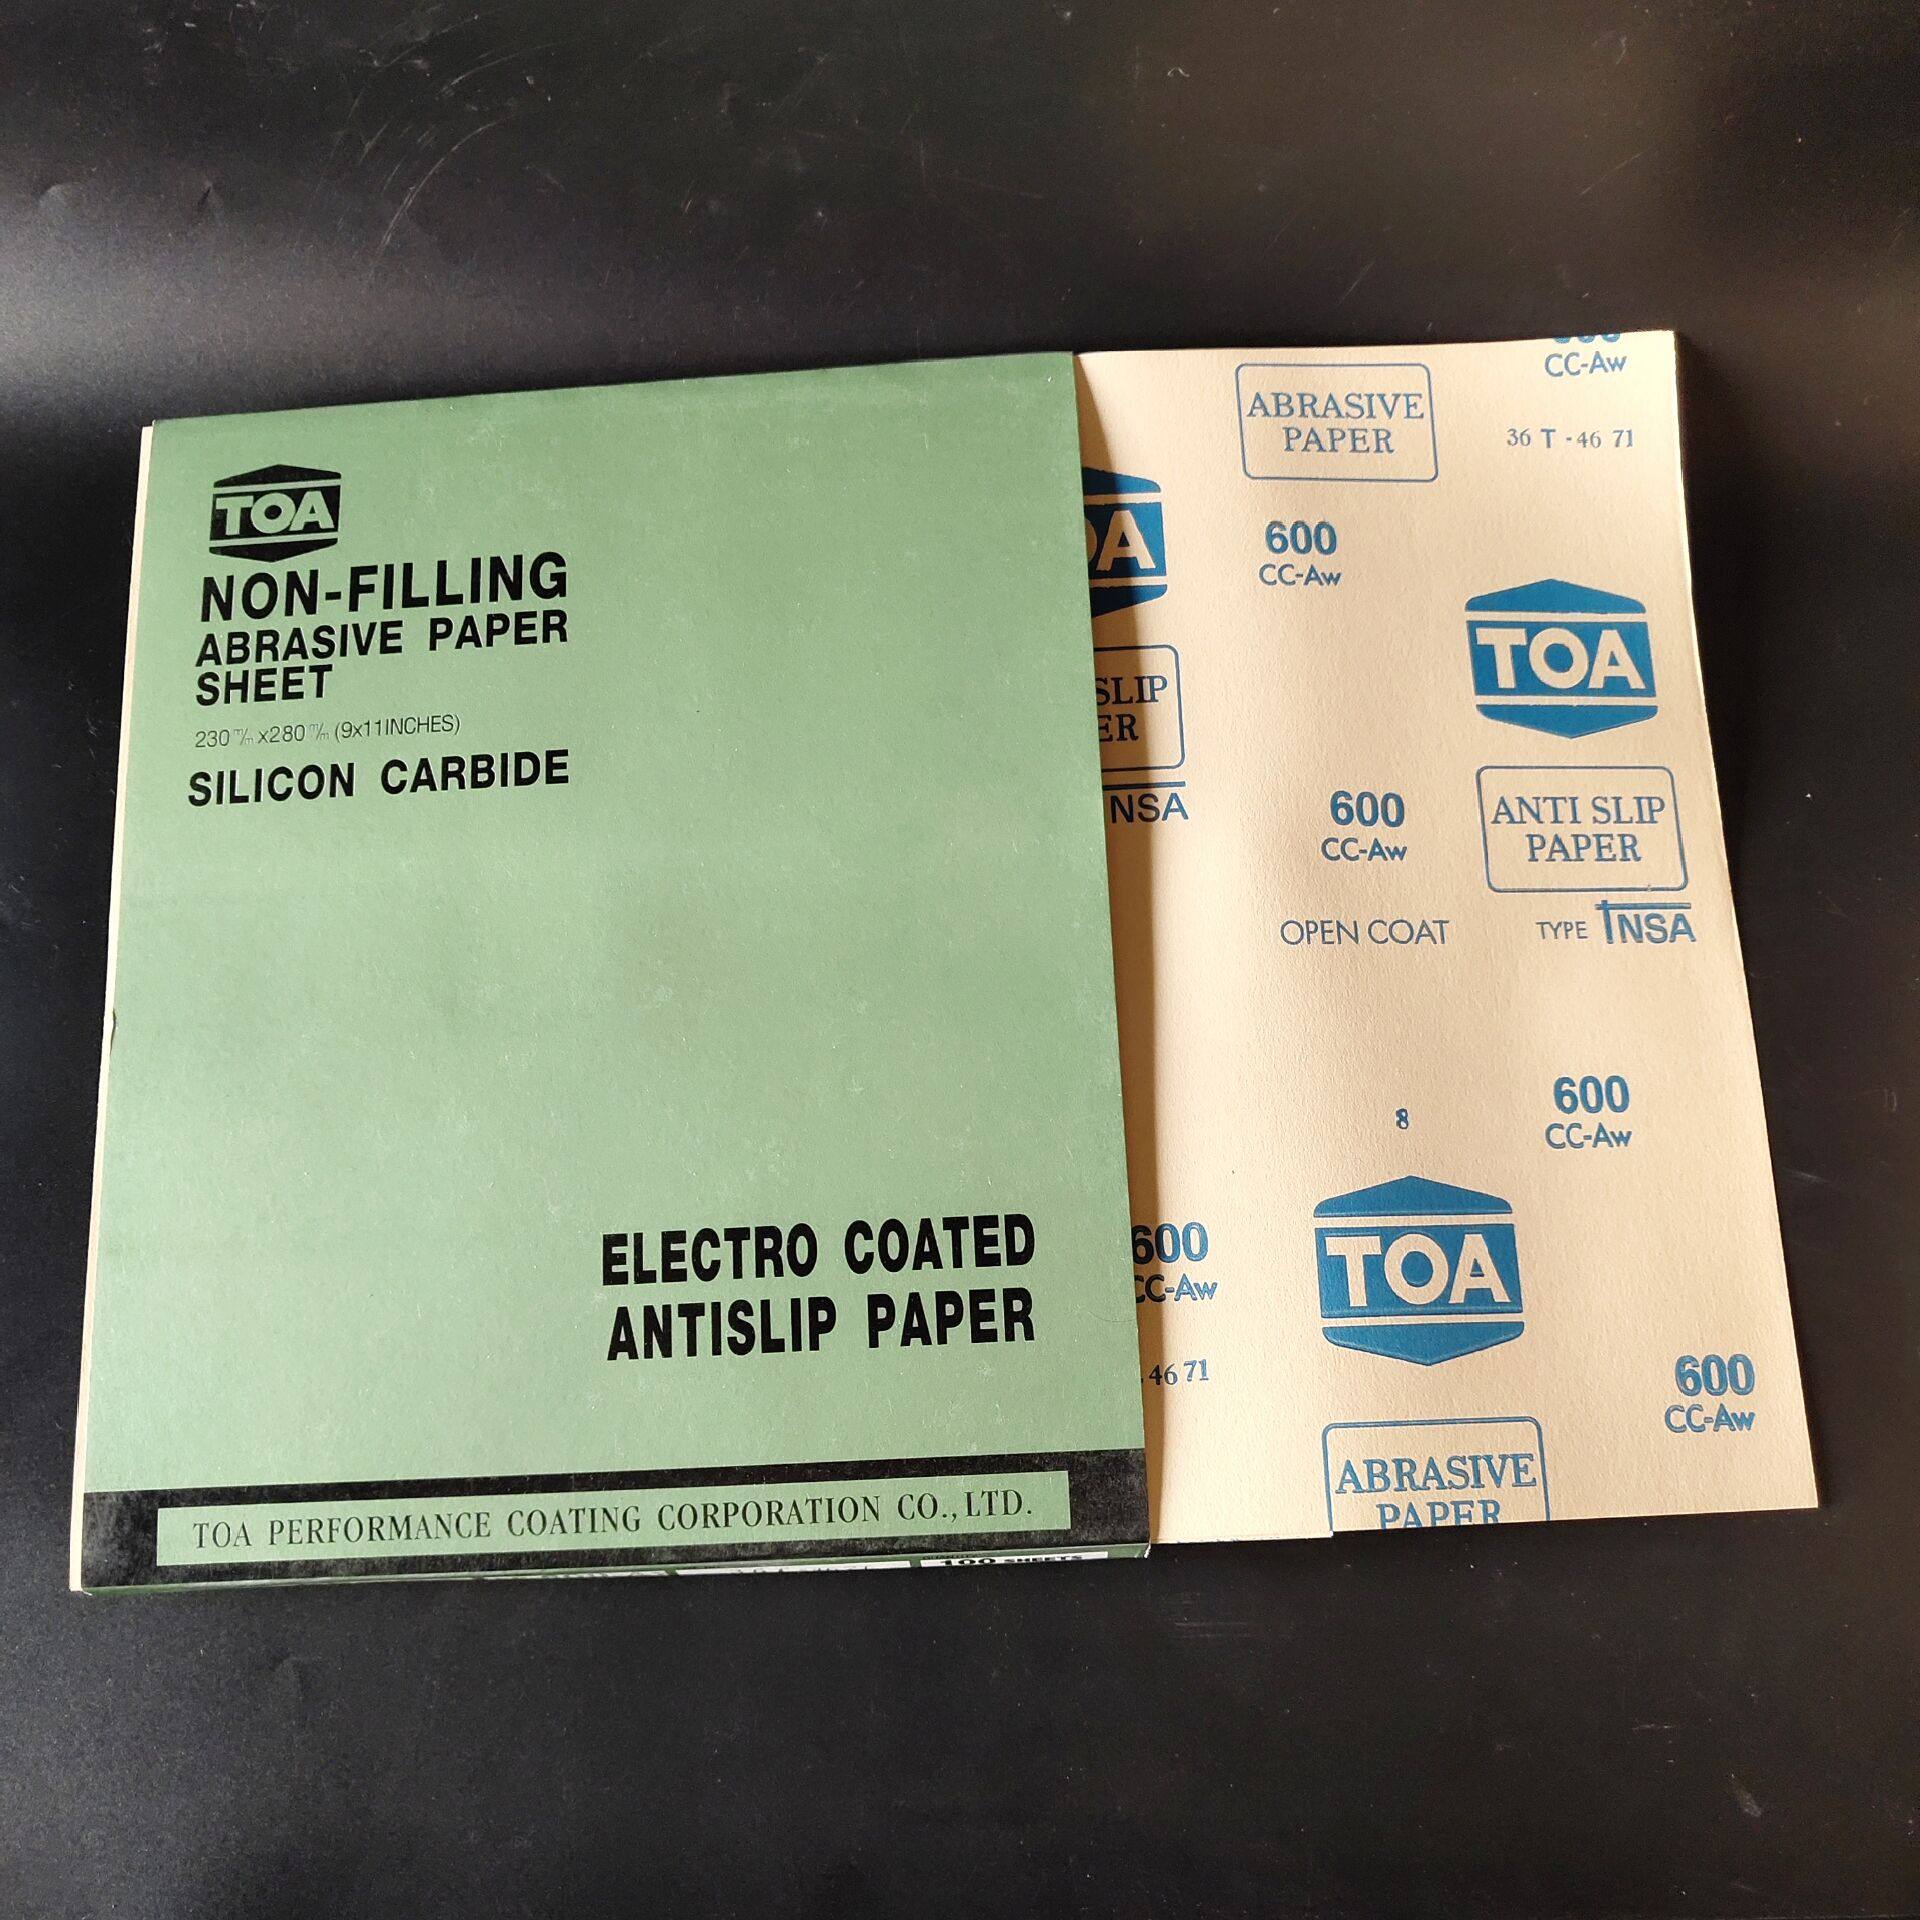 TOA
NON-FILLING
ABRASIVE PAPER
SHEET
230 m/m x280 m/m (9x11INCHES)
SILICON CARBIDE
ELECTRO COATED
ANTISLIP PAPER
TOA PERFORMANCE COATING CORPORATION CO., LTD.
100 SHEETS
CC-Aw
ABRASIVE
PAPER
36 T - 46 71
600
CC-Aw
TOA
SLIP
NSA
600
CC-Aw
ANTI SLIP
PAPER
OPEN COAT
TYPE TNSA
600
CC-Aw
8
TOA
600
CC-Aw
46 71
600
CC-Aw
ABRASIVE
PAPER